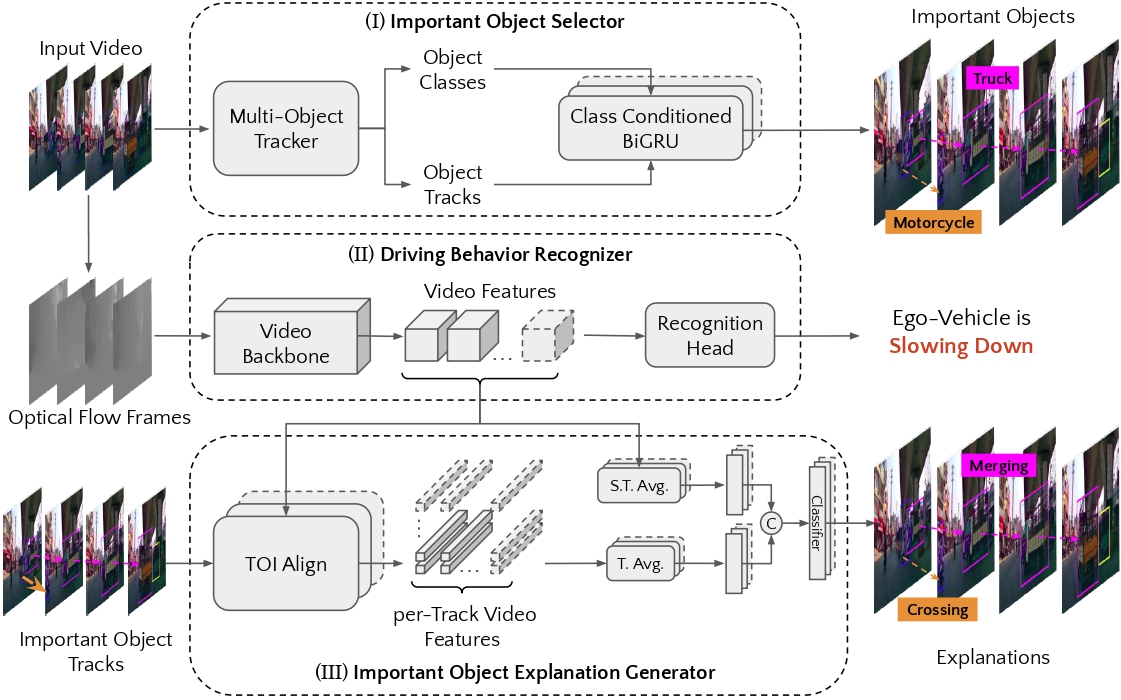 (I) Important Object Selector
Input Video
Multi-Object
Tracker
Object
Classes
Object
Tracks
Class Conditioned
BiGRU
Important Objects
Truck
Motorcycle
(II) Driving Behavior Recognizer
Optical Flow Frames
Video
Backbone
Video Features
...
Recognition
Head
Ego-Vehicle is
Slowing Down
Important Object
Tracks
TOI Align
...
per-Track Video
Features
S.T. Avg.
T. Avg.
C
Classifier
Merging
Crossing
Explanations
(III) Important Object Explanation Generator